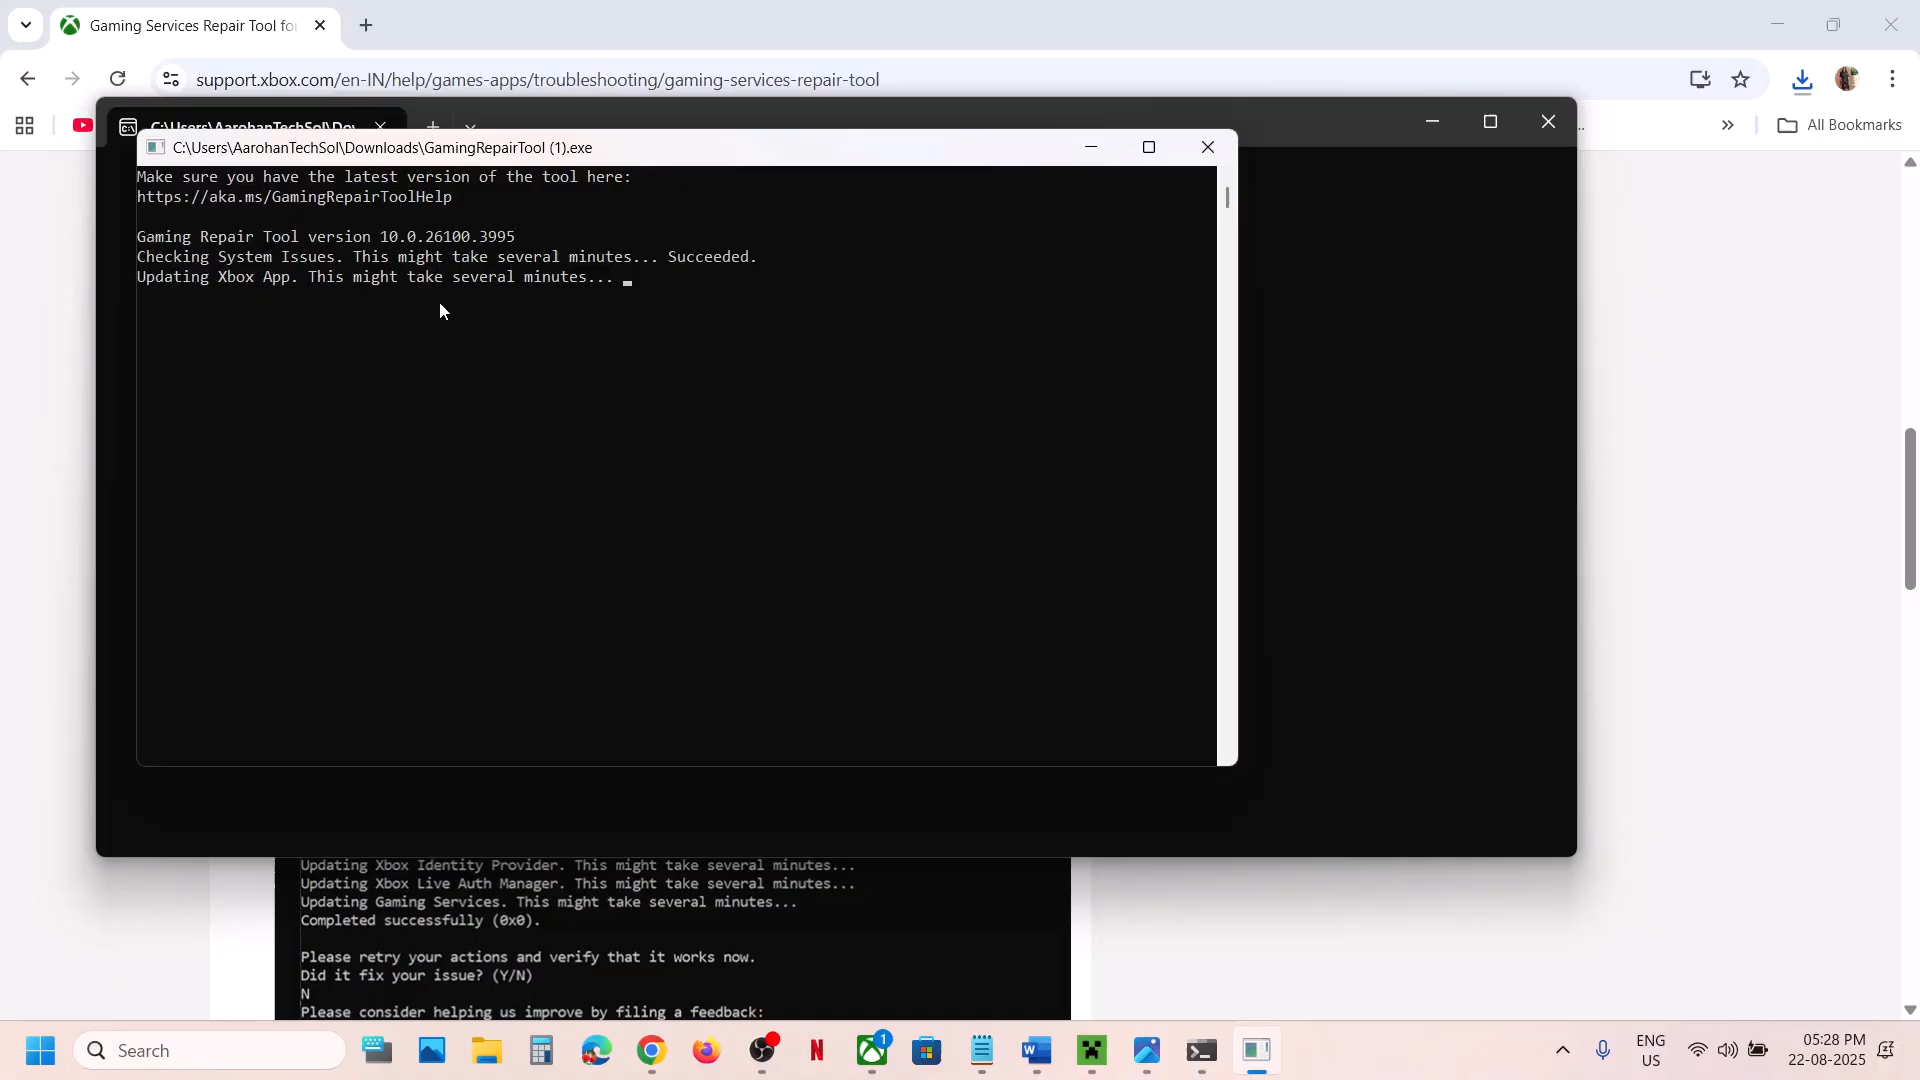 Gaming Services Repair Tool fo
support.xbox.com/en-IN/help/games-apps/troubleshooting/gaming-services-repair-tool
All Bookmarks
C:\Users\AarohanTechSol\Dov
C:\Users\AarohanTechSol\Downloads\GamingRepairTool (1).exe
Make sure you have the latest version of the tool here:
https://aka.ms/GamingRepairToolHelp
Gaming Repair Tool version 10.0.26100.3995
Checking System Issues. This might take several minutes... Succeeded.
Updating Xbox App. This might take several minutes...
Updating Xbox Identity Provider. This might take several minutes...
Updating Xbox Live Auth Manager. This might take several minutes...
Updating Gaming Services. This might take several minutes...
Completed successfully (0x0).
Please retry your actions and verify that it works now.
Did it fix your issue? (Y/N)
N
Please consider helping us improve by filing a feedback:
Search
1
ENG
US
05:28 PM
22-08-2025